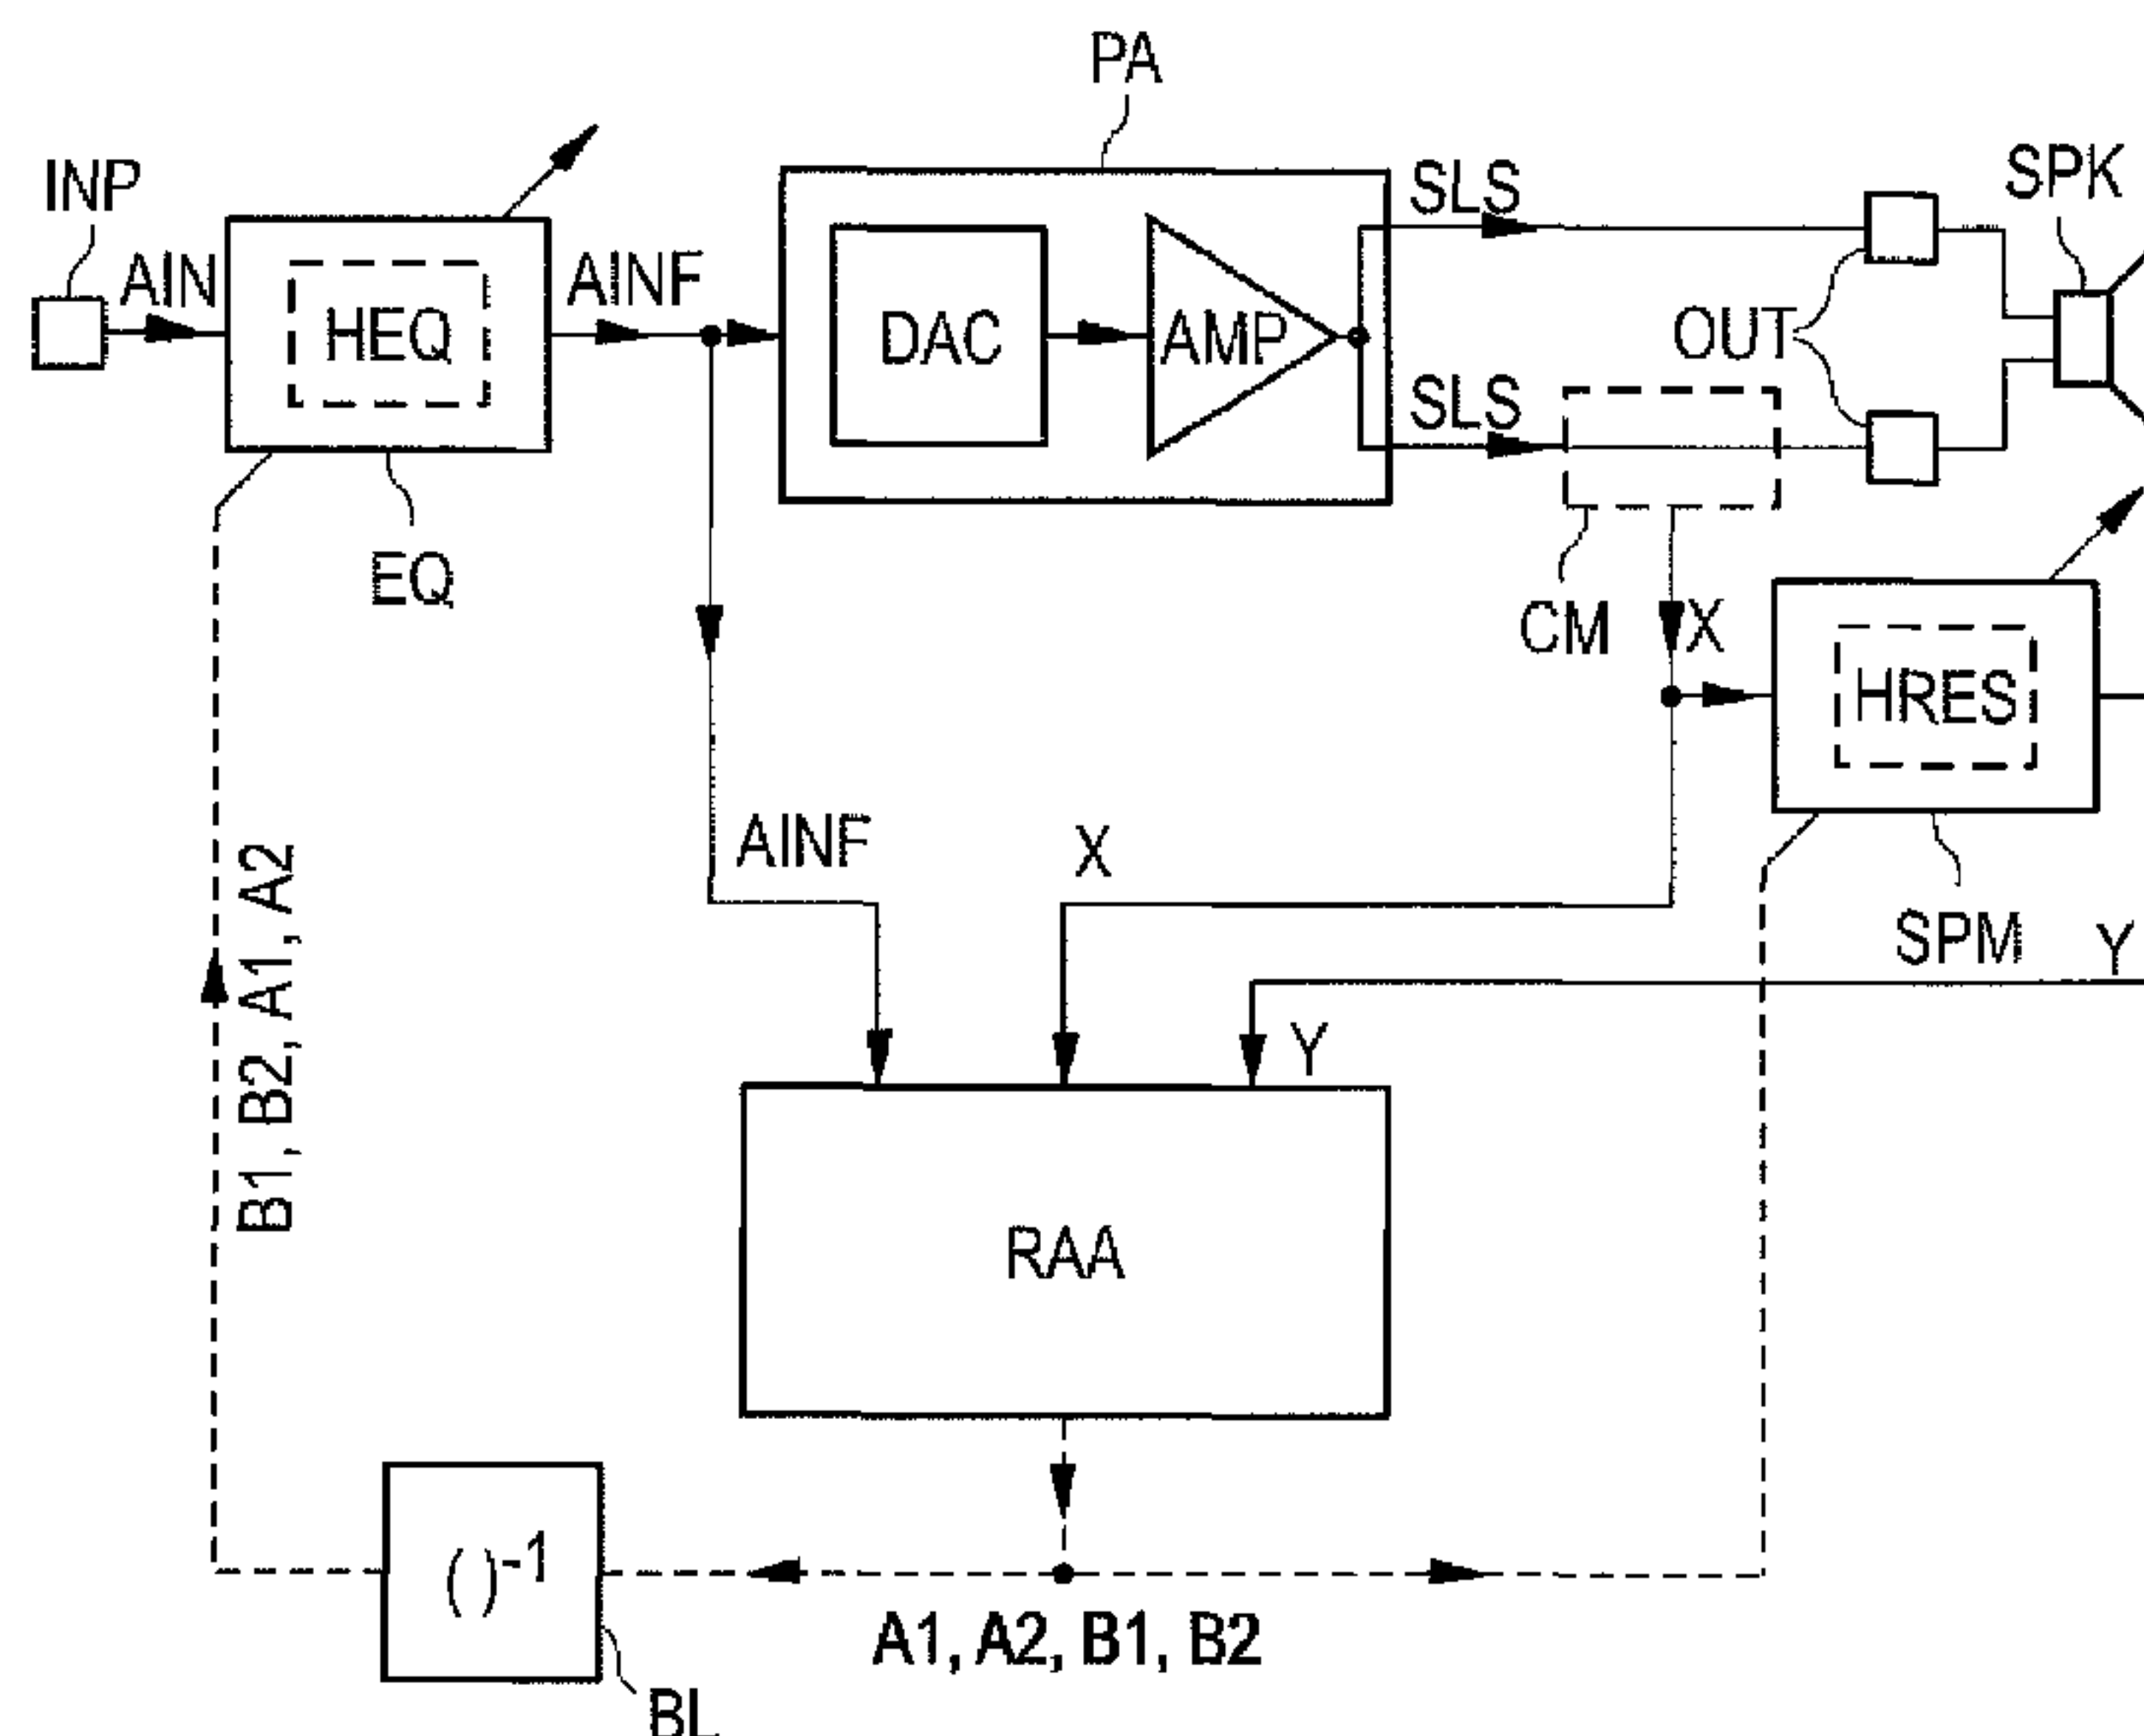 PA
INP
SPK
SLS
AIN
AINF
HEQ
DAC
AMP
OUT
SLS
EQ
CM
X
HRES
AINF
X
B1, B2, A1, A2
SPM
Y
Y
RAA
( )-1
A1, A2, B1, B2
BL